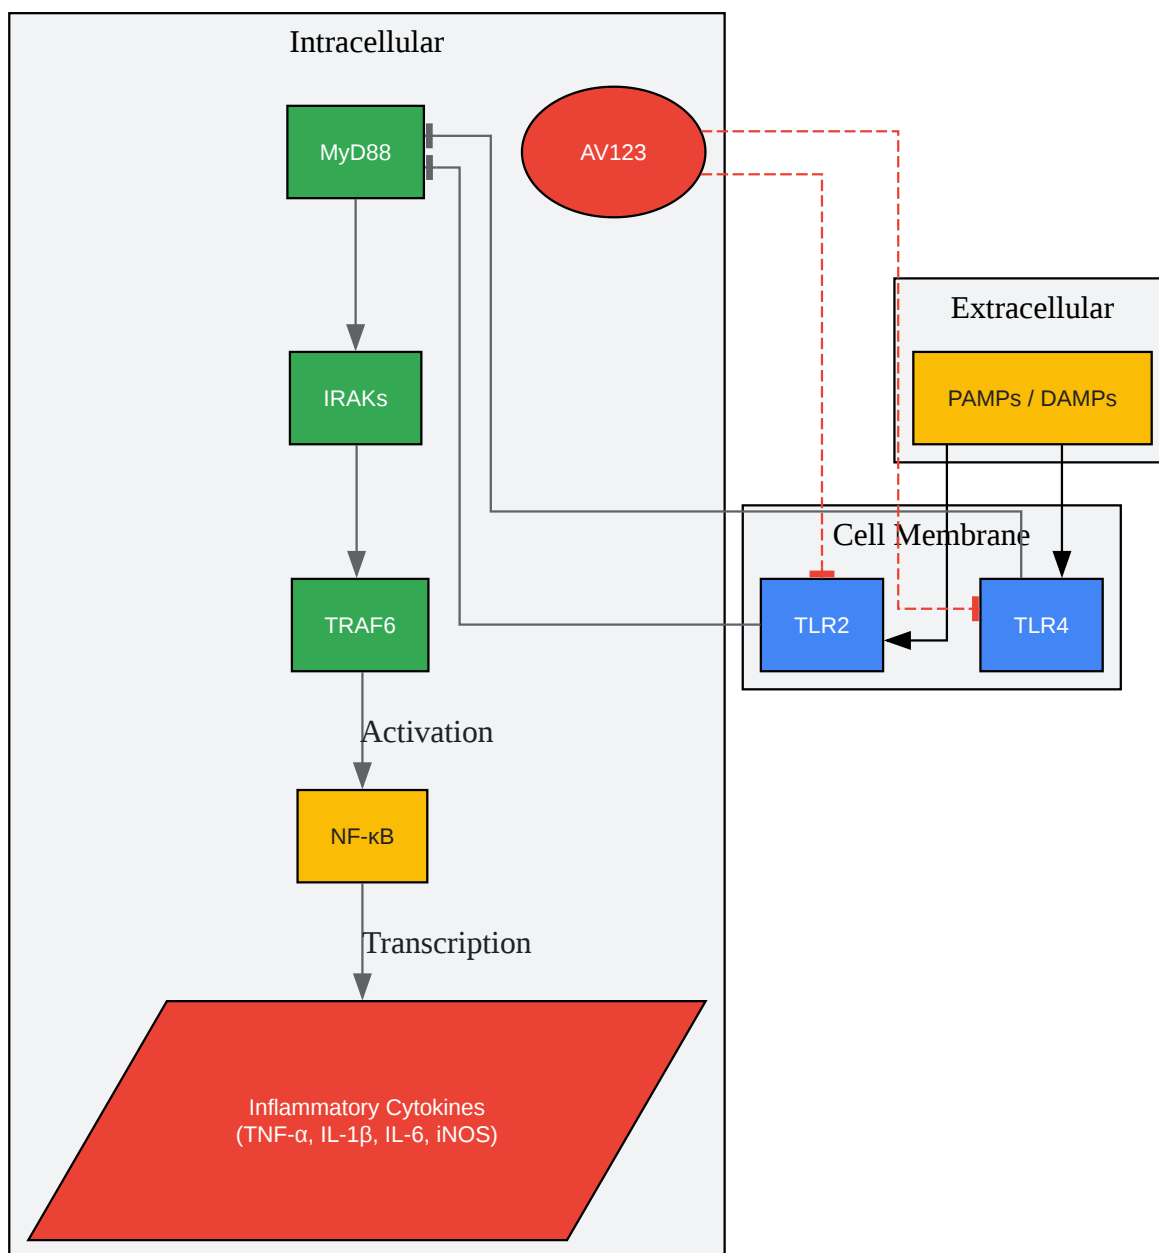 Intracellular
MyD88
AV123
Extracellular
PAMPs / DAMPs
IRAKs
Cell Membrane
TRAF6
TLR2
TLR4
Activation
NF-κB
Transcription
Inflammatory Cytokines
(TNF-α, IL-1β, IL-6, iNOS)